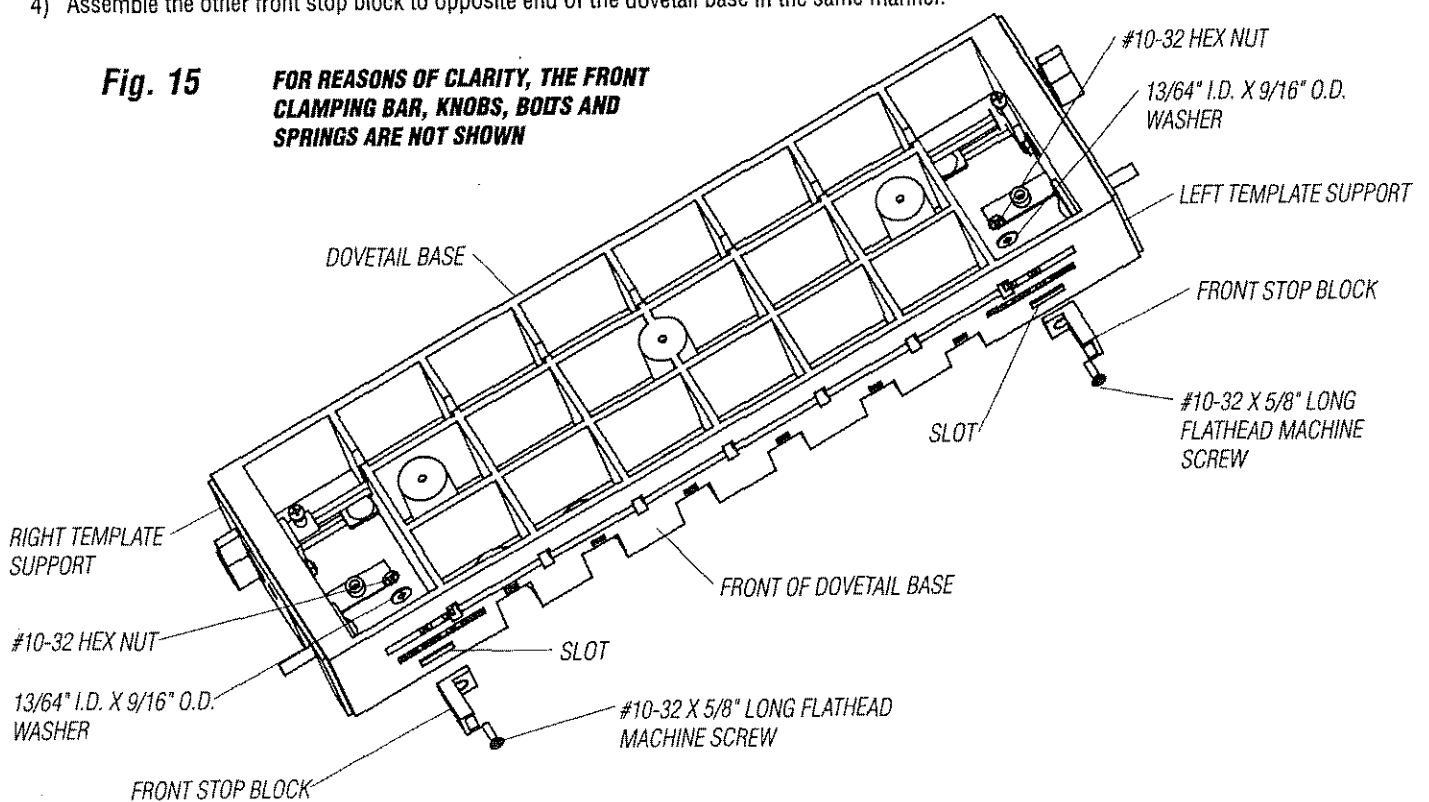 4) Assemble the other front stop block to opposite end of the dovetail base in the same manner.
Fig. 15
FOR REASONS OF CLARITY, THE FRONT
CLAMPING BAR, KNOBS, BOLTS AND
SPRINGS ARE NOT SHOWN
#10-32 HEX NUT
13/64" I.D. X 9/16" O.D.
WASHER
LEFT TEMPLATE SUPPORT
DOVETAIL BASE
FRONT STOP BLOCK
#10-32 X 5/8" LONG
FLATHEAD MACHINE
SCREW
SLOT
RIGHT TEMPLATE
SUPPORT
FRONT OF DOVETAIL BASE
#10-32 HEX NUT
SLOT
13/64" I.D. X 9/16" O.D.
WASHER
#10-32 X 5/8" LONG FLATHEAD
MACHINE SCREW
FRONT STOP BLOCK